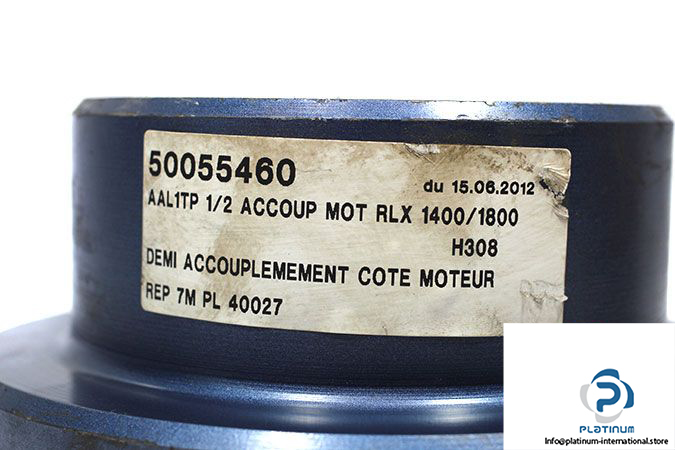 50055460
du 15.06.2012
AAL1TP 1/2 ACCOUP MOT RLX 1400/1800
H308
DEMI ACCOUPLEMEMENT COTE MOTEUR
REP 7M PL 40027
PLATINUM
Info@platinum-international.store